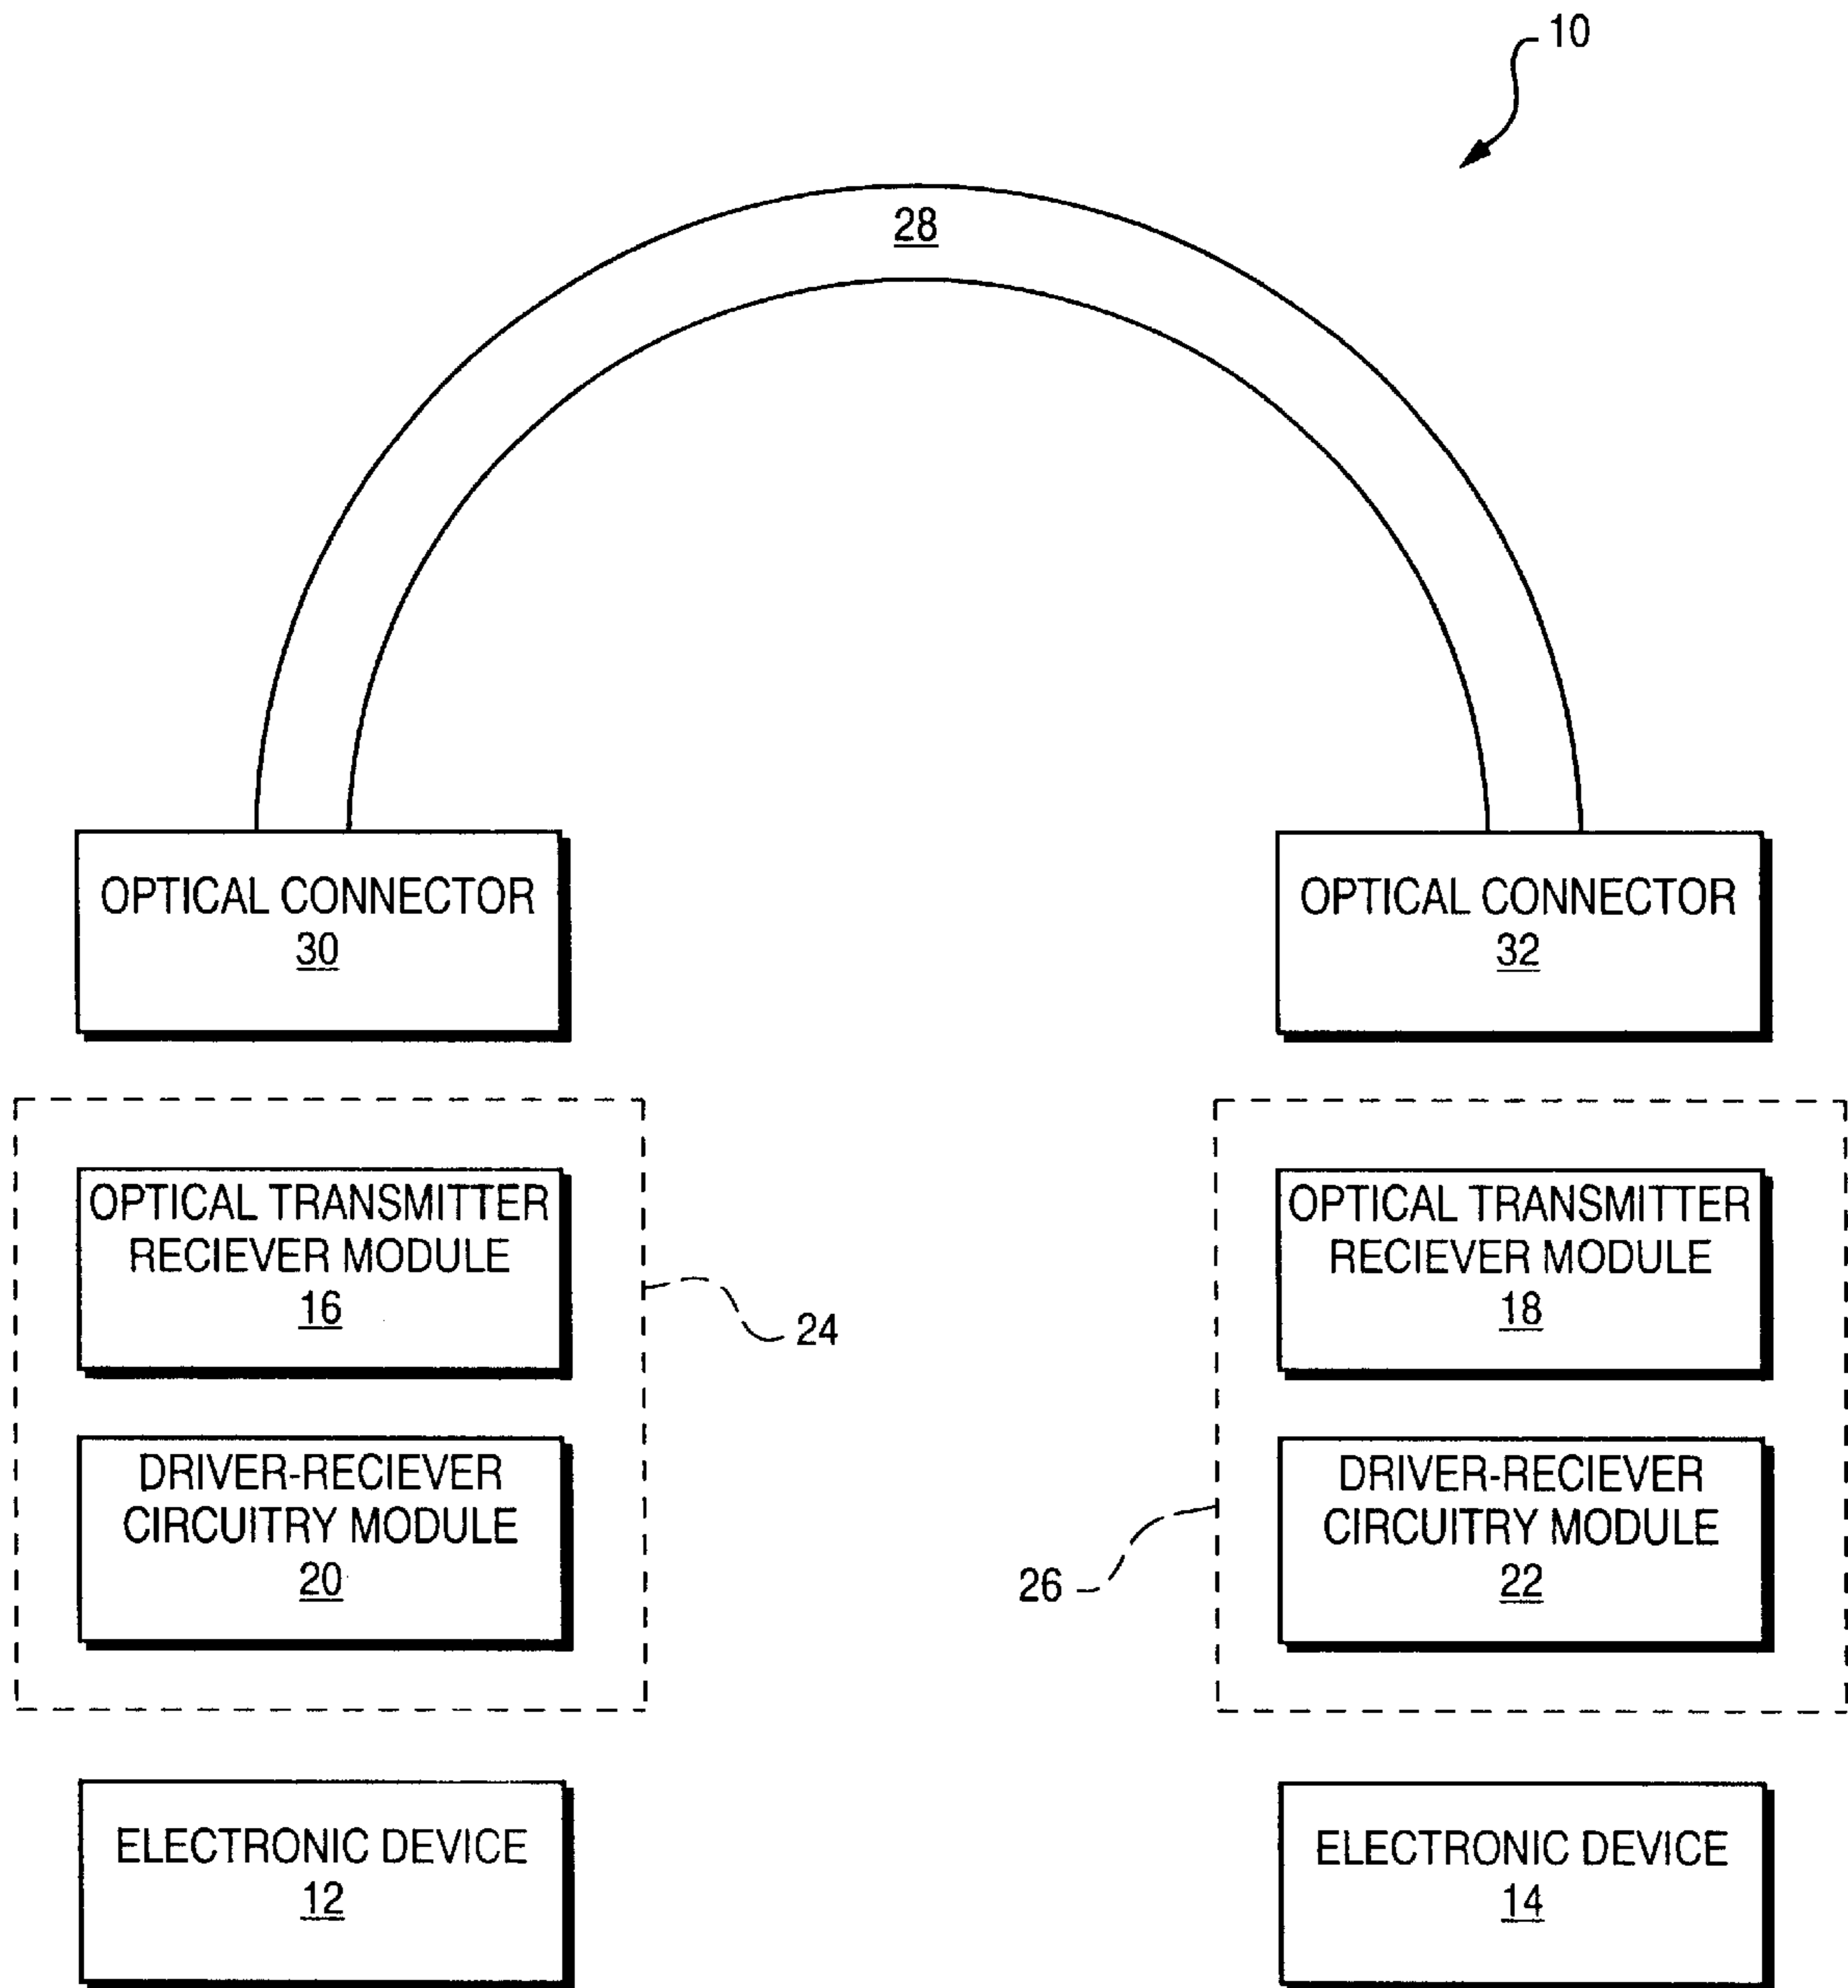 10
28
OPTICAL CONNECTOR
30
OPTICAL CONNECTOR
32
OPTICAL TRANSMITTER
RECIEVER MODULE
16
OPTICAL TRANSMITTER
RECIEVER MODULE
18
24
DRIVER-RECIEVER
CIRCUITRY MODULE
20
DRIVER-RECIEVER
CIRCUITRY MODULE
22
26
ELECTRONIC DEVICE
12
ELECTRONIC DEVICE
14